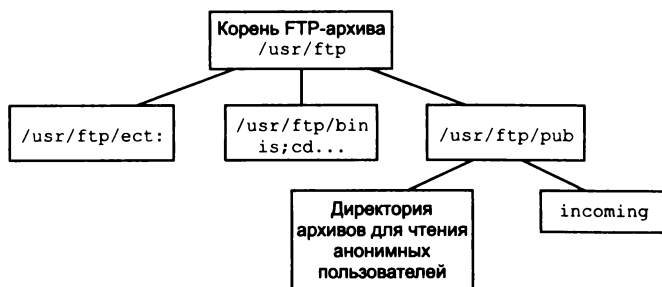 Корень FTP-архива
/usr/ftp
/usr/ftp/ect:
/usr/ftp/bin
is;cd...
/usr/ftp/pub
Директория
архивов для чтения
анонимных
пользователей
incoming